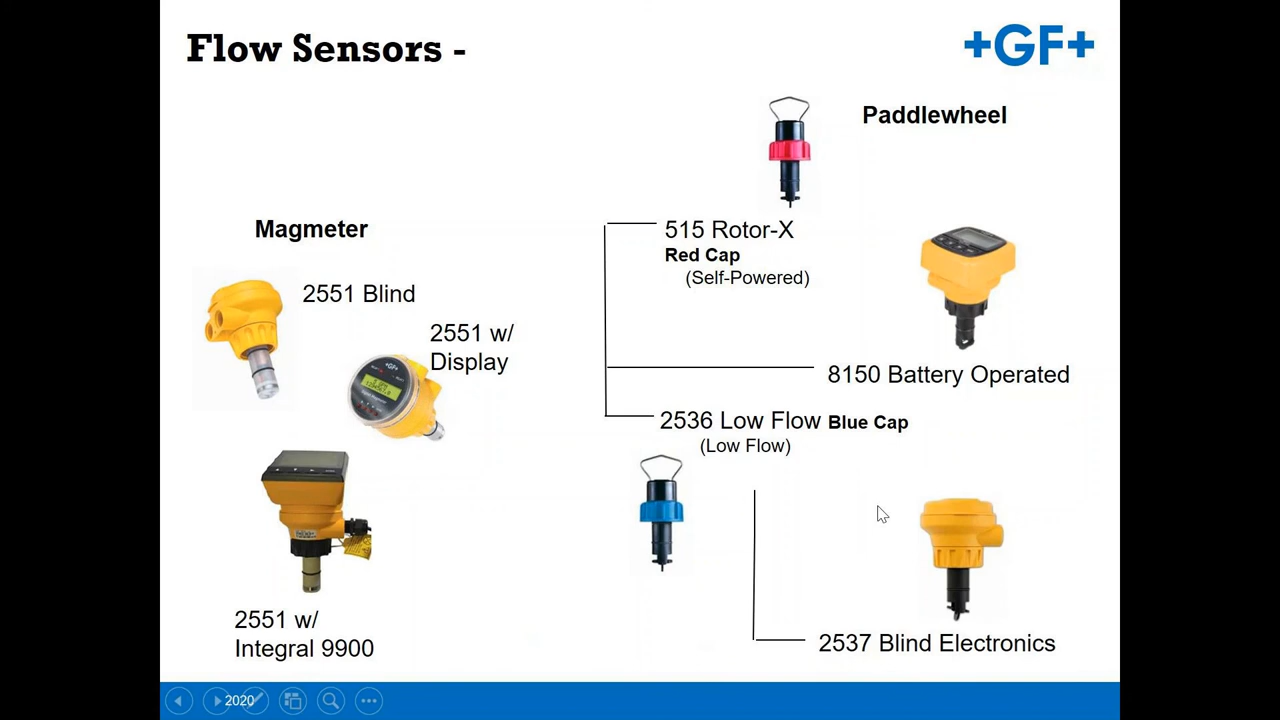 Flow Sensors -
+GF+
Paddlewheel
Magmeter
515 Rotor-X
Red Cap
(Self-Powered)
2551 Blind
2551 w/
Display
+GF+
8150 Battery Operated
2536 Low Flow Blue Cap
(Low Flow)
2551 w/
Integral 9900
2537 Blind Electronics
2020